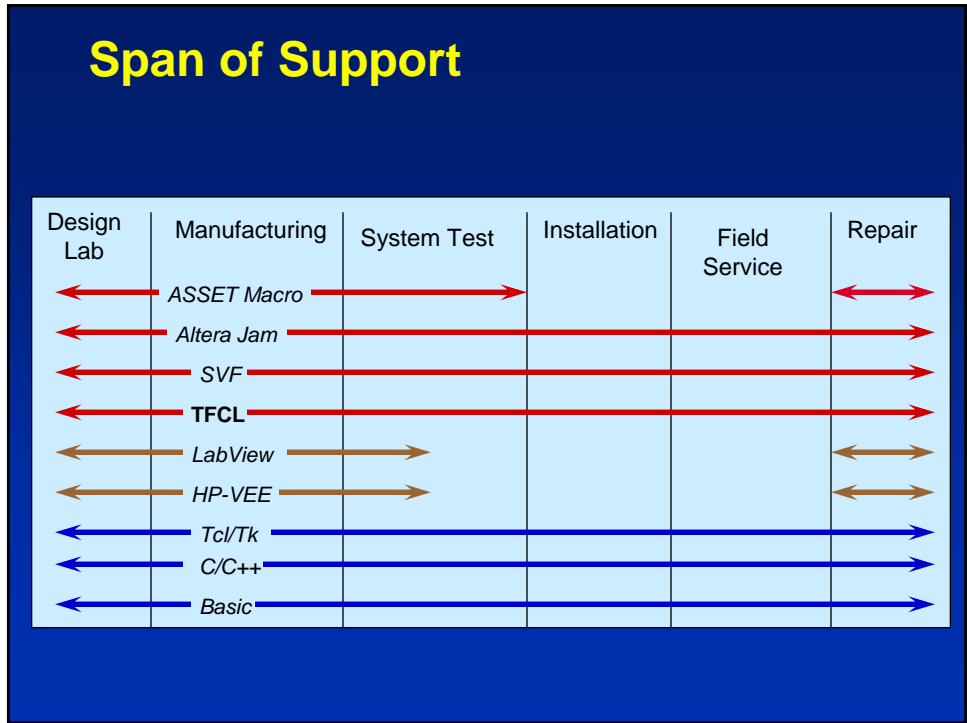 Span of Support
Design
Lab
Manufacturing
System Test
Installation
Field
Service
Repair
ASSET Macro
Altera Jam
SVF
TFCL
LabView
HP-VEE
Tcl/Tk
C/C++
Basic